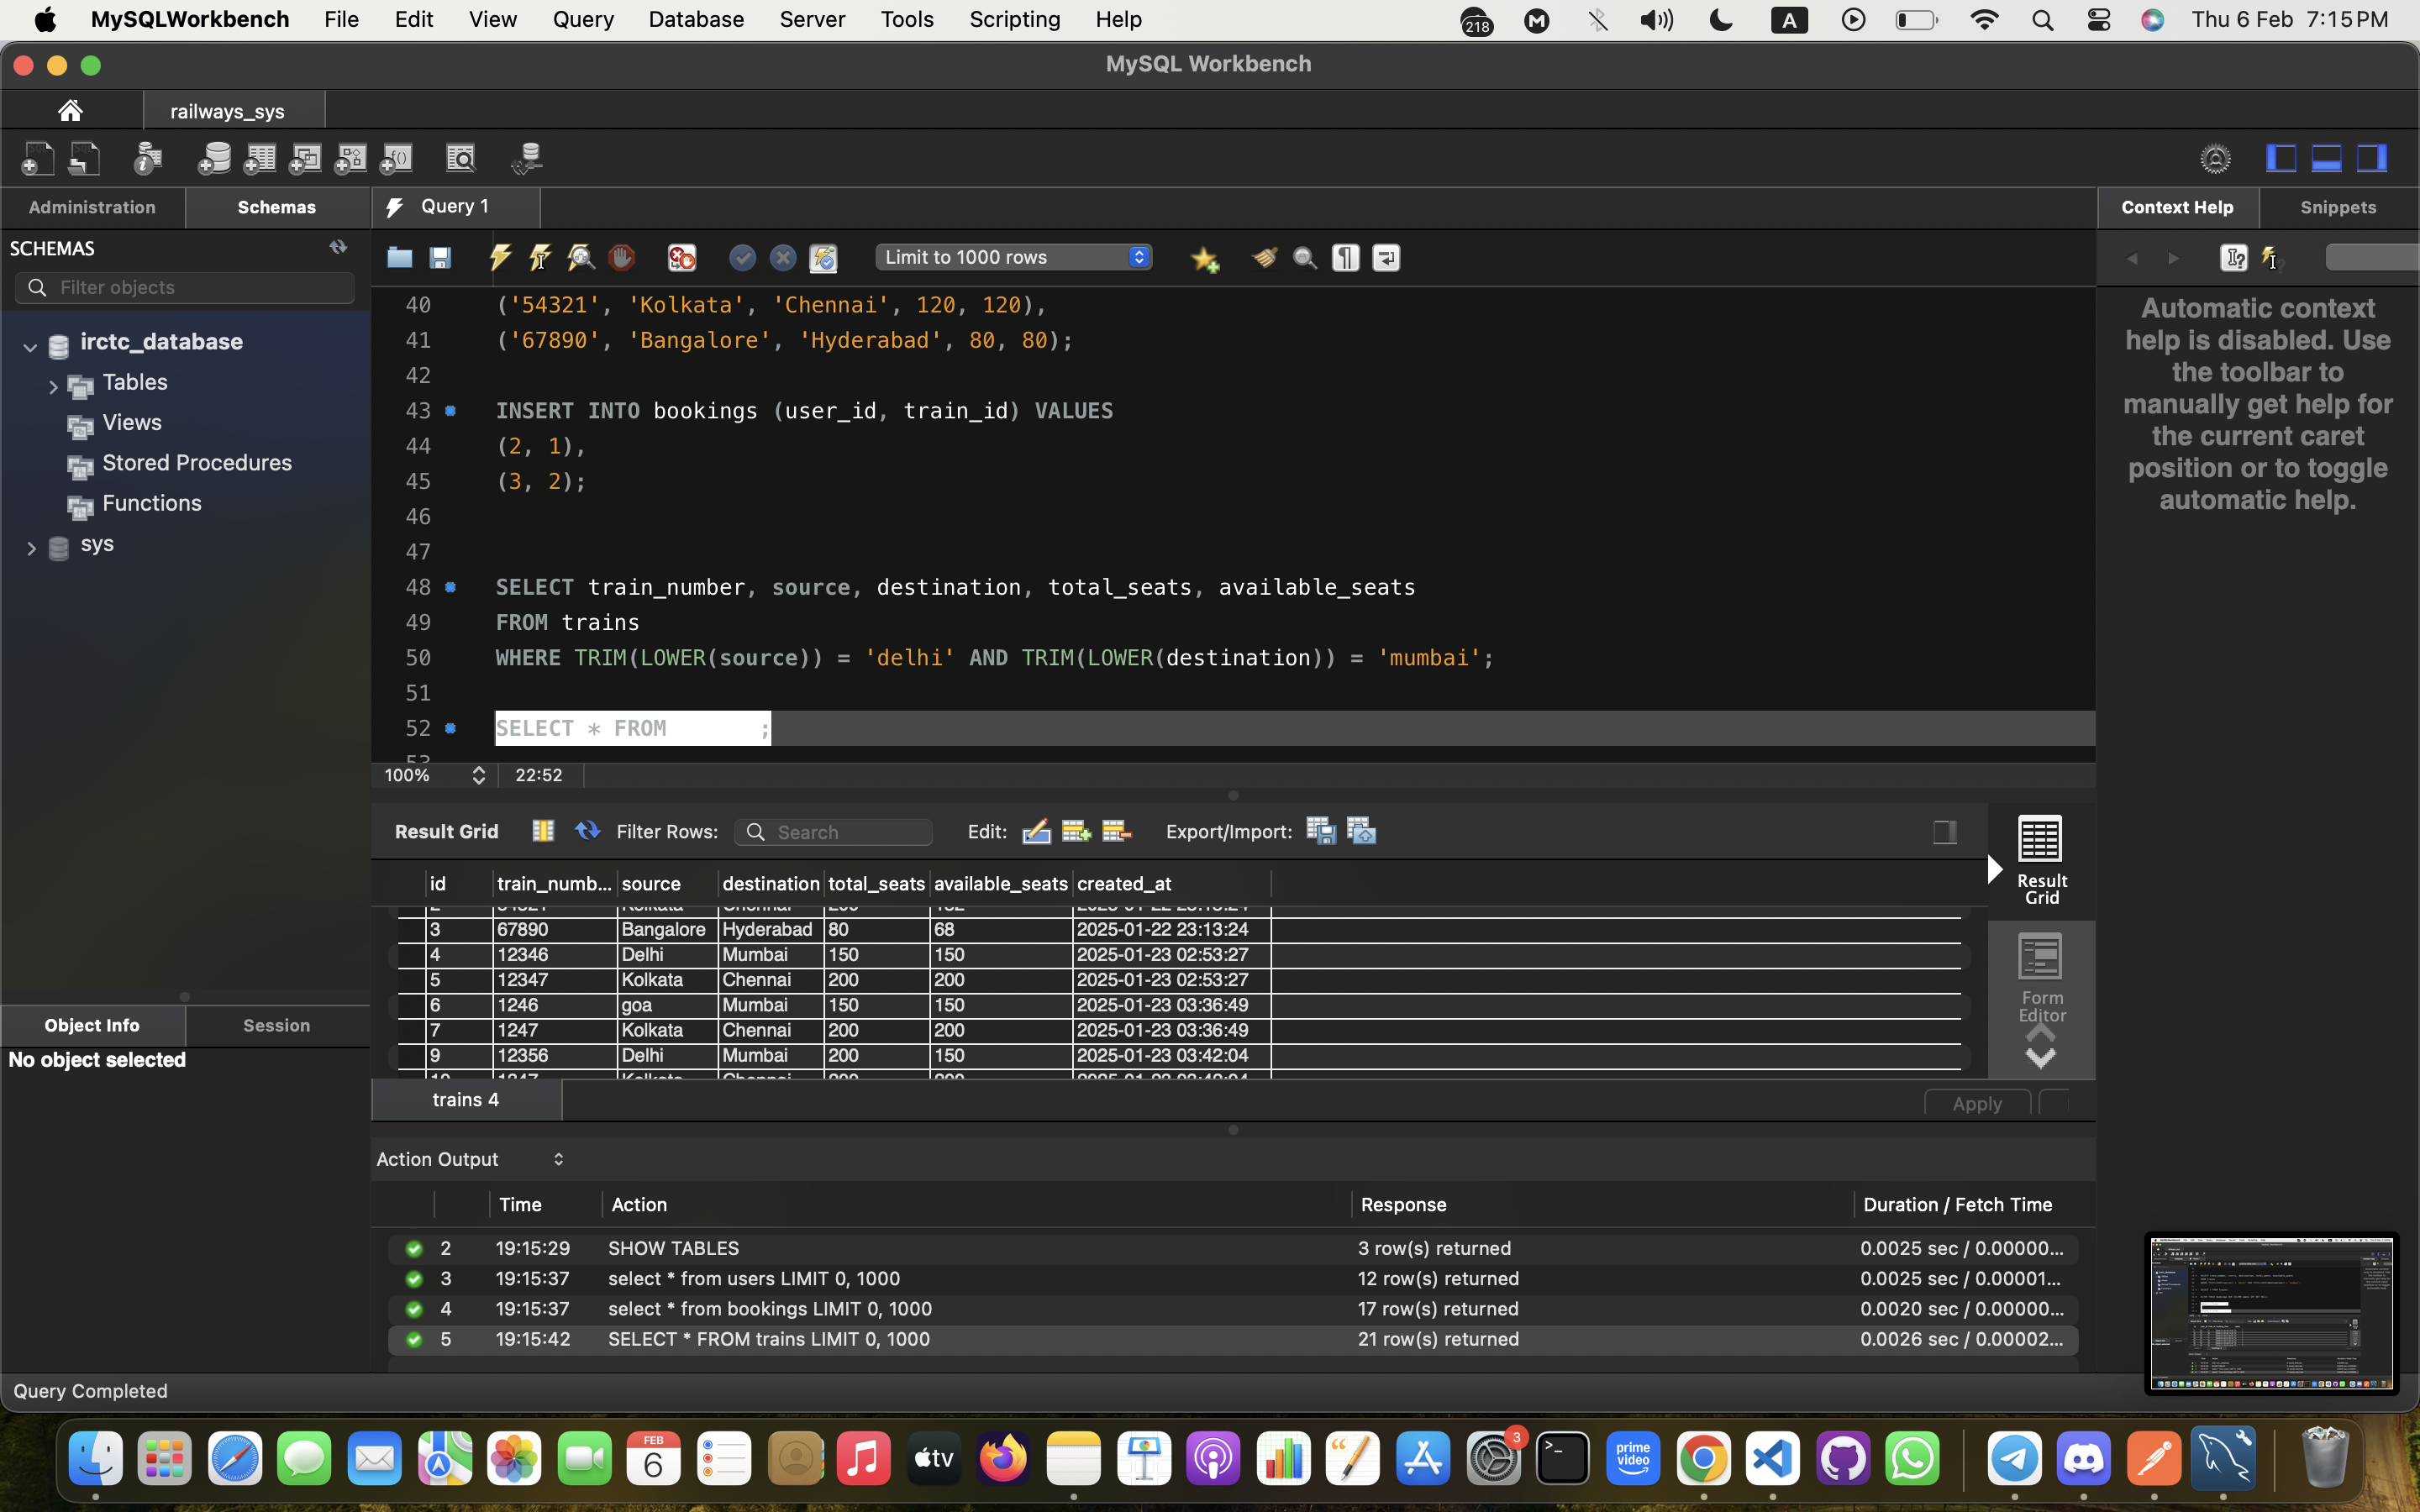 MySQLWorkbench File Edit View Query Database Server Tools Scripting Help 218 A Thu 6 Feb 7:15 PM
MySQL Workbench
railways_sys
Administration Schemas Query 1 Context Help Snippets
SCHEMAS
Filter objects
irctc_database
Tables
Views
Stored Procedures
Functions
sys
Object Info Session
No object selected
Limit to 1000 rows
40 ('54321', 'Kolkata', 'Chennai', 120, 120),
41 ('67890', 'Bangalore', 'Hyderabad', 80, 80);
42
43 INSERT INTO bookings (user_id, train_id) VALUES
44 (2, 1),
45 (3, 2);
46
47
48 SELECT train_number, source, destination, total_seats, available_seats
49 FROM trains
50 WHERE TRIM(LOWER(source)) = 'delhi' AND TRIM(LOWER(destination)) = 'mumbai';
51
52 SELECT * FROM ;
100% 22:52
Automatic context
help is disabled. Use
the toolbar to
manually get help for
the current caret
position or to toggle
automatic help.
Result Grid Filter Rows: Search Edit: Export/Import:
id train_numb... source destination total_seats available_seats created_at
3 67890 Bangalore Hyderabad 80 68 2025-01-22 23:13:24
4 12346 Delhi Mumbai 150 150 2025-01-23 02:53:27
5 12347 Kolkata Chennai 200 200 2025-01-23 02:53:27
6 1246 goa Mumbai 150 150 2025-01-23 03:36:49
7 1247 Kolkata Chennai 200 200 2025-01-23 03:36:49
9 12356 Delhi Mumbai 200 150 2025-01-23 03:42:04
Result
Grid
Form
Editor
trains 4 Apply
Action Output
Time Action Response Duration / Fetch Time
2 19:15:29 SHOW TABLES 3 row(s) returned 0.0025 sec / 0.00000...
3 19:15:37 select * from users LIMIT 0, 1000 12 row(s) returned 0.0025 sec / 0.00001...
4 19:15:37 select * from bookings LIMIT 0, 1000 17 row(s) returned 0.0020 sec / 0.00000...
5 19:15:42 SELECT * FROM trains LIMIT 0, 1000 21 row(s) returned 0.0026 sec / 0.00002...
Query Completed
FEB
6
tv
3
prime
video